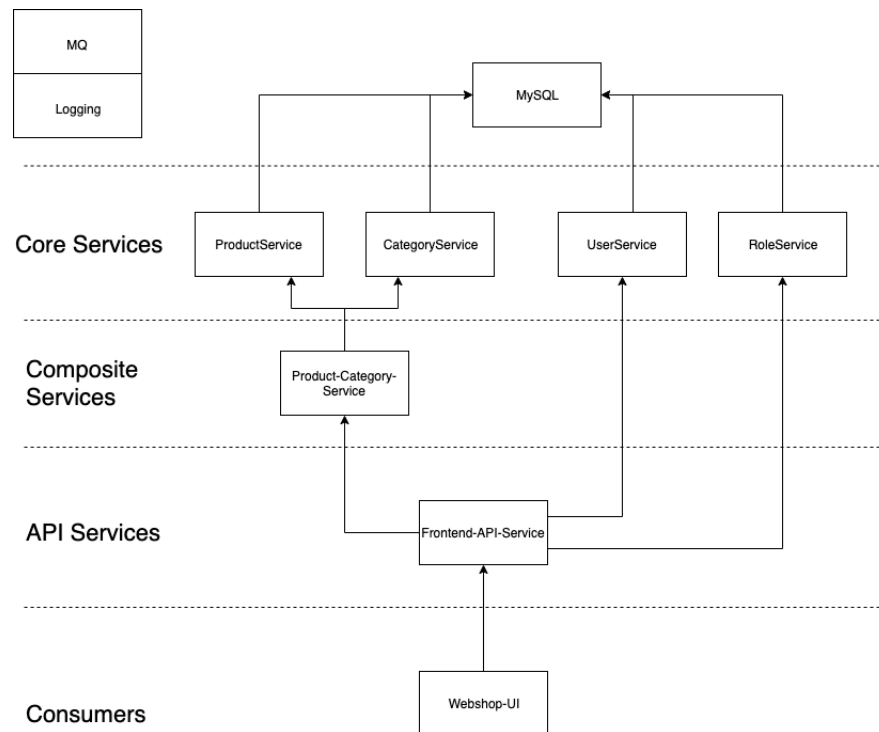 MQ
Logging
MySQL
Core Services
ProductService
CategoryService
UserService
RoleService
Composite
Services
Product-Category-
Service
API Services
Frontend-API-Service
Consumers
Webshop-UI